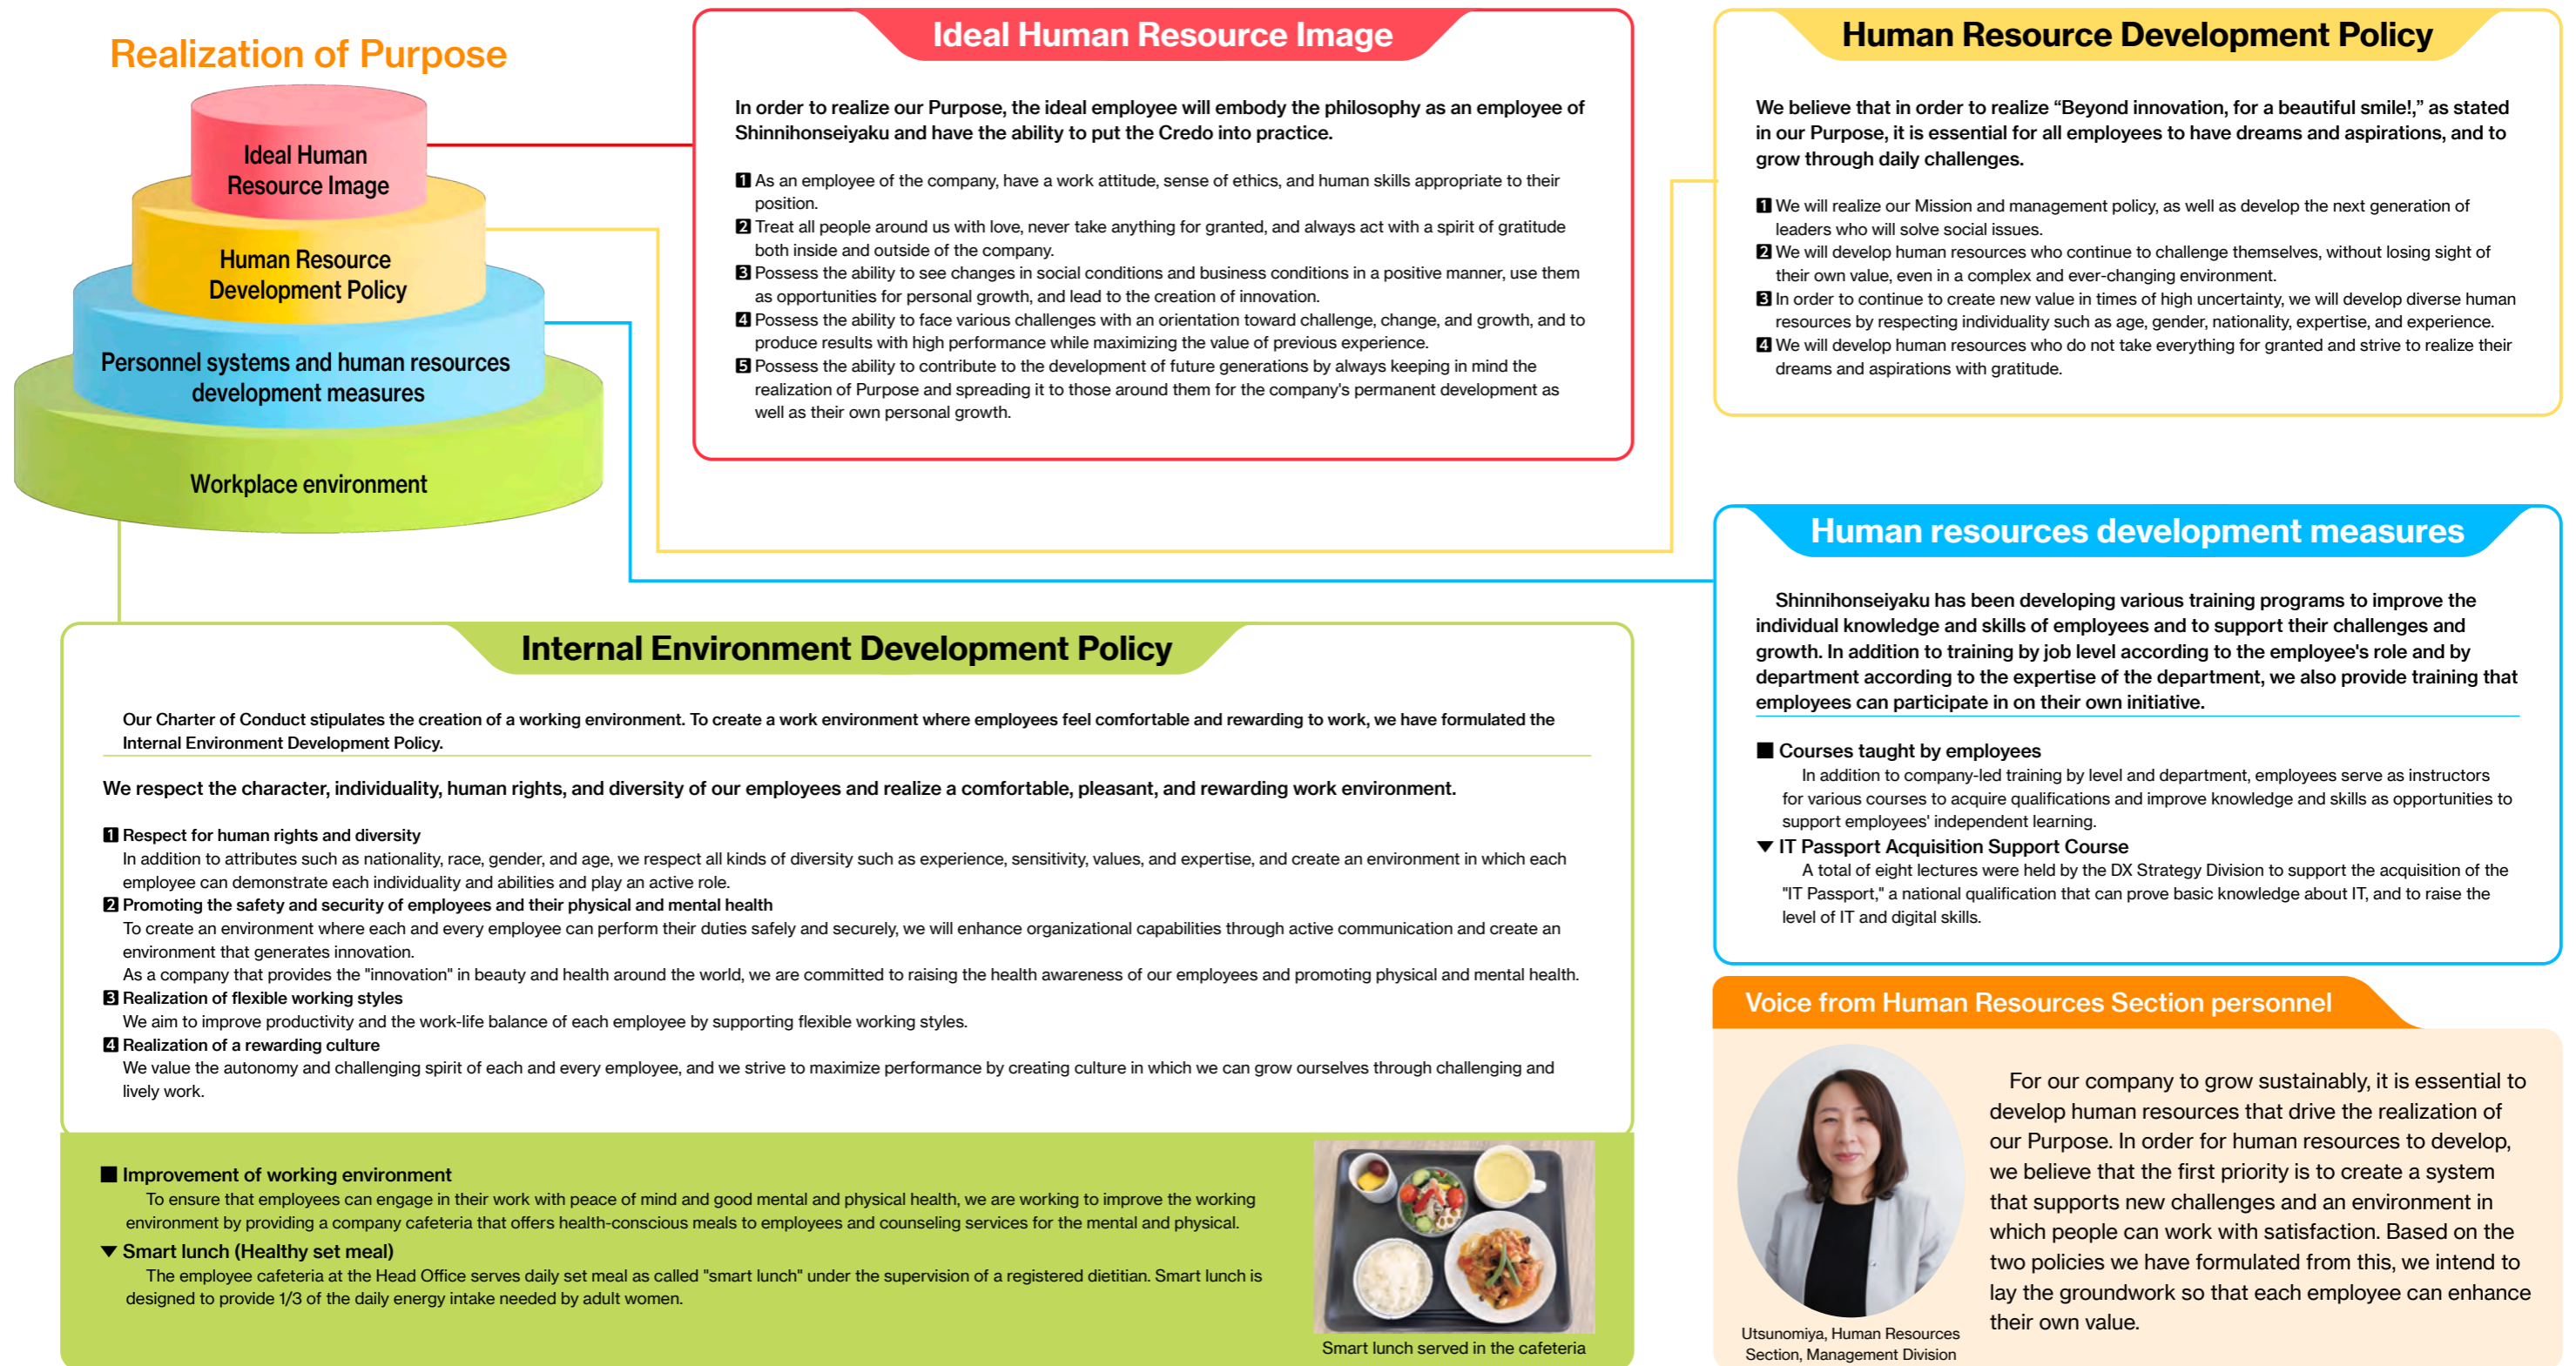 Realization of Purpose
Ideal Human
Resource Image
Human Resource
Development Policy
Personnel systems and human resources
development measures
Workplace environment
Ideal Human Resource Image
In order to realize our Purpose, the ideal employee will embody the philosophy as an employee of
Shinnihonseiyaku and have the ability to put the Credo into practice.
1 As an employee of the company, have a work attitude, sense of ethics, and human skills appropriate to their
position.
2 Treat all people around us with love, never take anything for granted, and always act with a spirit of gratitude
both inside and outside of the company.
3 Possess the ability to see changes in social conditions and business conditions in a positive manner, use them
as opportunities for personal growth, and lead to the creation of innovation.
4 Possess the ability to face various challenges with an orientation toward challenge, change, and growth, and to
produce results with high performance while maximizing the value of previous experience.
5 Possess the ability to contribute to the development of future generations by always keeping in mind the
realization of Purpose and spreading it to those around them for the company's permanent development as
well as their own personal growth.
Human Resource Development Policy
We believe that in order to realize “Beyond innovation, for a beautiful smile!,” as stated
in our Purpose, it is essential for all employees to have dreams and aspirations, and to
grow through daily challenges.
1 We will realize our Mission and management policy, as well as develop the next generation of
leaders who will solve social issues.
2 We will develop human resources who continue to challenge themselves, without losing sight of
their own value, even in a complex and ever-changing environment.
3 In order to continue to create new value in times of high uncertainty, we will develop diverse human
resources by respecting individuality such as age, gender, nationality, expertise, and experience.
4 We will develop human resources who do not take everything for granted and strive to realize their
dreams and aspirations with gratitude.
Internal Environment Development Policy
Our Charter of Conduct stipulates the creation of a working environment. To create a work environment where employees feel comfortable and rewarding to work, we have formulated the
Internal Environment Development Policy.
We respect the character, individuality, human rights, and diversity of our employees and realize a comfortable, pleasant, and rewarding work environment.
1 Respect for human rights and diversity
In addition to attributes such as nationality, race, gender, and age, we respect all kinds of diversity such as experience, sensitivity, values, and expertise, and create an environment in which each
employee can demonstrate each individuality and abilities and play an active role.
2 Promoting the safety and security of employees and their physical and mental health
To create an environment where each and every employee can perform their duties safely and securely, we will enhance organizational capabilities through active communication and create an
environment that generates innovation.
As a company that provides the "innovation" in beauty and health around the world, we are committed to raising the health awareness of our employees and promoting physical and mental health.
3 Realization of flexible working styles
We aim to improve productivity and the work-life balance of each employee by supporting flexible working styles.
4 Realization of a rewarding culture
We value the autonomy and challenging spirit of each and every employee, and we strive to maximize performance by creating culture in which we can grow ourselves through challenging and
lively work.
■ Improvement of working environment
To ensure that employees can engage in their work with peace of mind and good mental and physical health, we are working to improve the working
environment by providing a company cafeteria that offers health-conscious meals to employees and counseling services for the mental and physical.
▼ Smart lunch (Healthy set meal)
The employee cafeteria at the Head Office serves daily set meal as called "smart lunch" under the supervision of a registered dietitian. Smart lunch is
designed to provide 1/3 of the daily energy intake needed by adult women.
Smart lunch served in the cafeteria
Human resources development measures
Shinnihonseiyaku has been developing various training programs to improve the
individual knowledge and skills of employees and to support their challenges and
growth. In addition to training by job level according to the employee's role and by
department according to the expertise of the department, we also provide training that
employees can participate in on their own initiative.
■ Courses taught by employees
In addition to company-led training by level and department, employees serve as instructors
for various courses to acquire qualifications and improve knowledge and skills as opportunities to
support employees' independent learning.
▼ IT Passport Acquisition Support Course
A total of eight lectures were held by the DX Strategy Division to support the acquisition of the
"IT Passport," a national qualification that can prove basic knowledge about IT, and to raise the
level of IT and digital skills.
Voice from Human Resources Section personnel
For our company to grow sustainably, it is essential to
develop human resources that drive the realization of
our Purpose. In order for human resources to develop,
we believe that the first priority is to create a system
that supports new challenges and an environment in
which people can work with satisfaction. Based on the
two policies we have formulated from this, we intend to
lay the groundwork so that each employee can enhance
their own value.
Utsunomiya, Human Resources
Section, Management Division